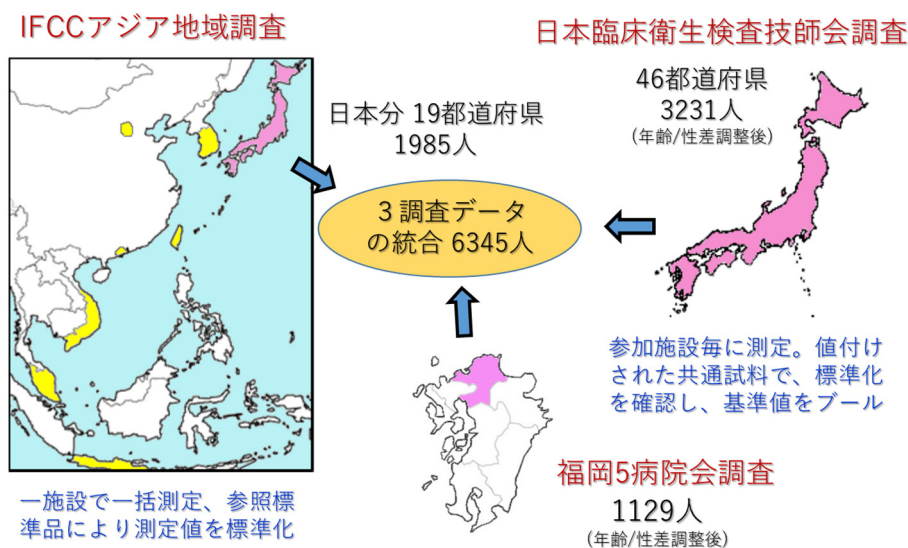 IFCCアジア地域調査
日本臨床衛生検査技師会調査
46都道府県
3231人
(年齢/性差調整後)
日本分 19都道府県
1985人
３調査データ
の統合 6345人
参加施設毎に測定。値付け
された共通試料で、標準化
を確認し、基準値をプール
福岡5病院会調査
1129人
(年齢/性差調整後)
一施設で一括測定、参照標
準品により測定値を標準化